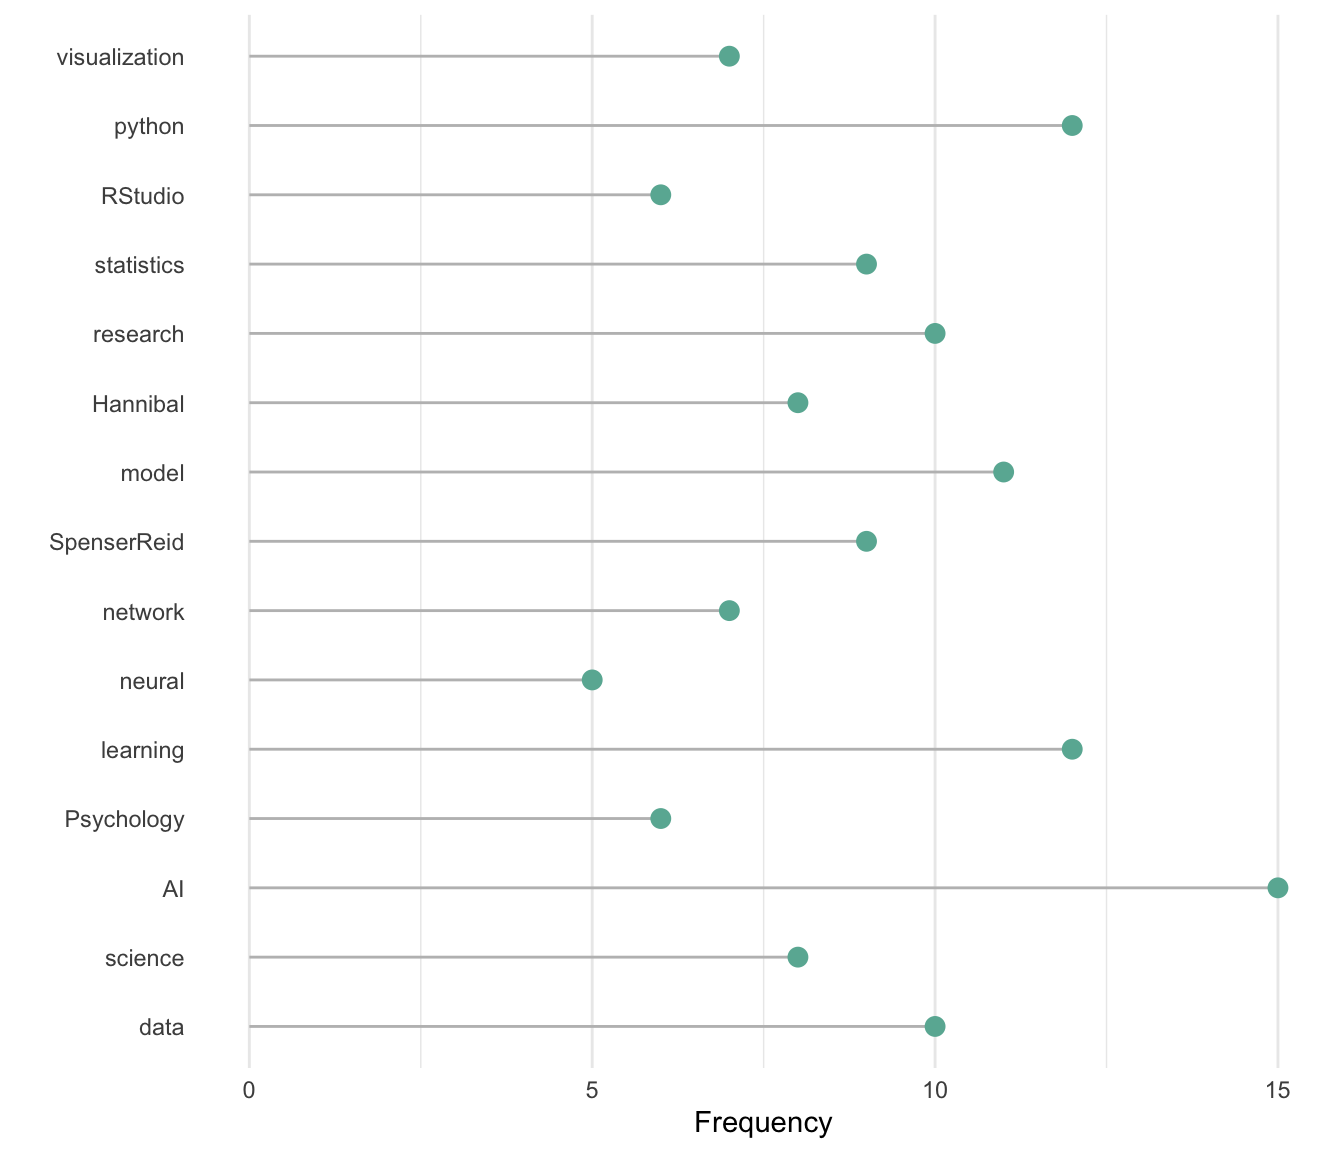 visualization
python
RStudio
statistics
research
Hannibal
model
SpenserReid
network
neural
learning
Psychology
AI
science
data
0 5 10 15
Frequency